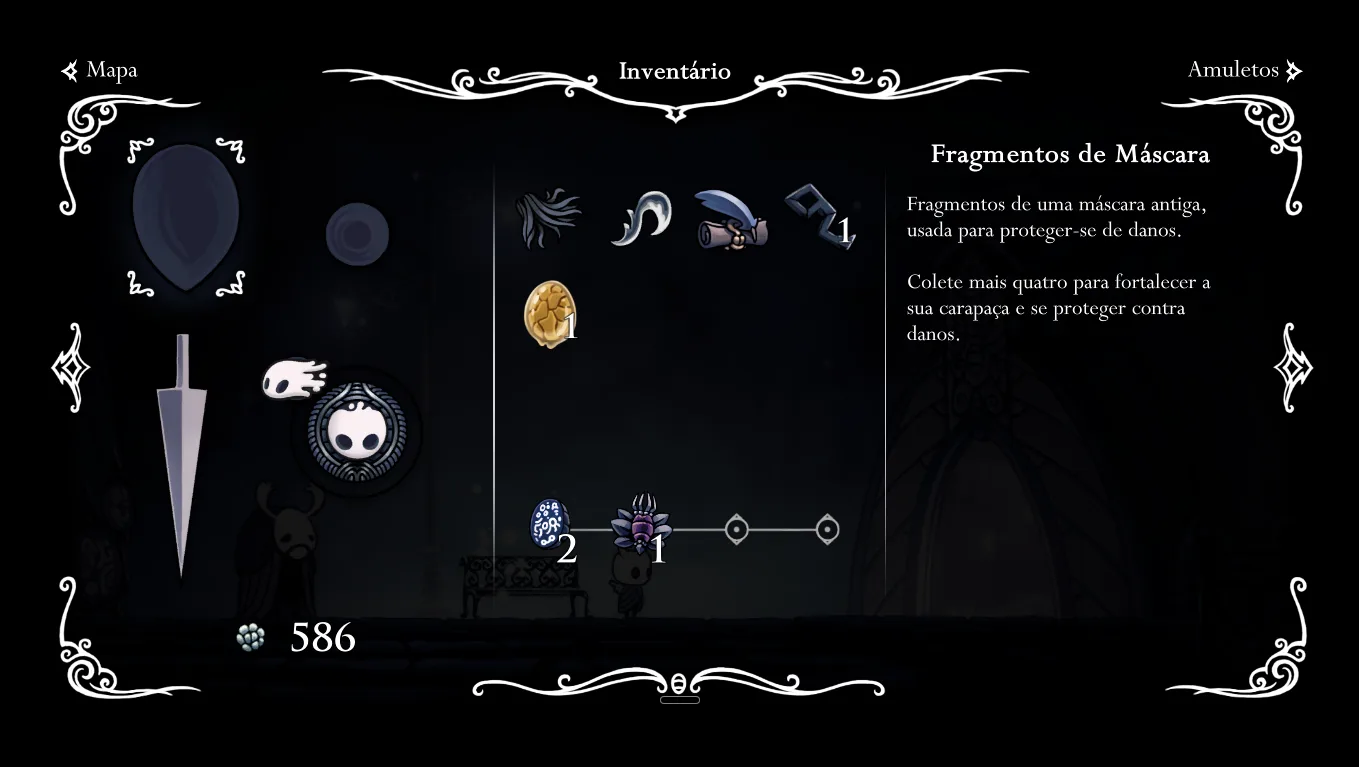 Mapa
Inventário
Amuletos
Fragmentos de Máscara
Fragmentos de uma máscara antiga,
usada para proteger-se de danos.
Colete mais quatro para fortalecer a
sua carapaça e se proteger contra
danos.
1
1
2
1
586